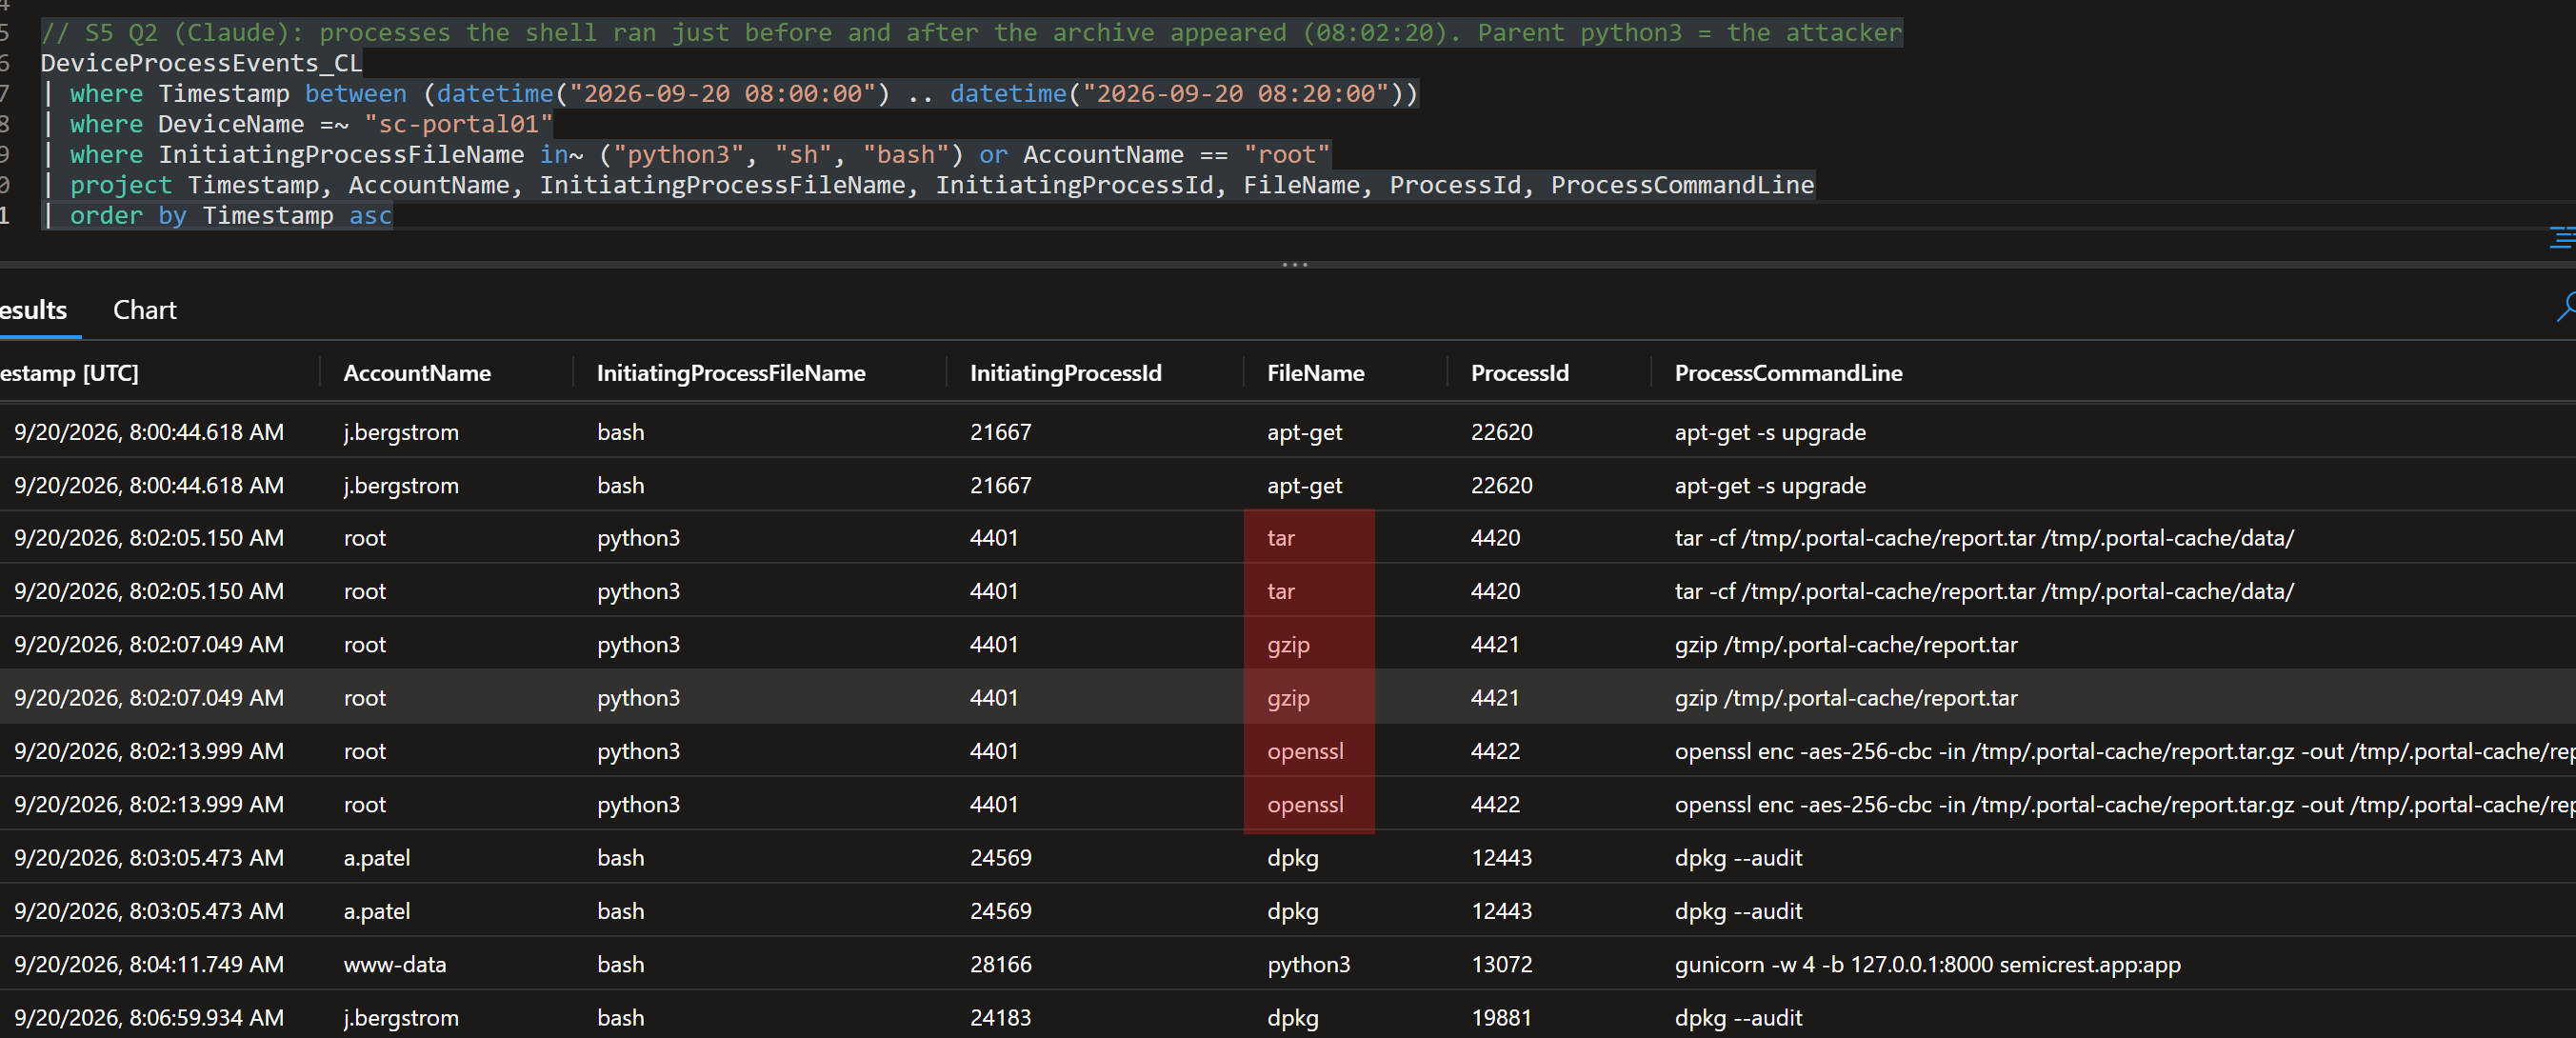 // S5 Q2 (Claude): processes the shell ran just before and after the archive appeared (08:02:20). Parent python3 = the attacker
DeviceProcessEvents_CL
| where Timestamp between (datetime("2026-09-20 08:00:00") .. datetime("2026-09-20 08:20:00"))
| where DeviceName =~ "sc-portal01"
| where InitiatingProcessFileName in~ ("python3", "sh", "bash") or AccountName == "root"
| project Timestamp, AccountName, InitiatingProcessFileName, InitiatingProcessId, FileName, ProcessId, ProcessCommandLine
| order by Timestamp asc
esults Chart
estamp [UTC] AccountName InitiatingProcessFileName InitiatingProcessId FileName ProcessId ProcessCommandLine
9/20/2026, 8:00:44.618 AM j.bergstrom bash 21667 apt-get 22620 apt-get -s upgrade
9/20/2026, 8:00:44.618 AM j.bergstrom bash 21667 apt-get 22620 apt-get -s upgrade
9/20/2026, 8:02:05.150 AM root python3 4401 tar 4420 tar -cf /tmp/.portal-cache/report.tar /tmp/.portal-cache/data/
9/20/2026, 8:02:05.150 AM root python3 4401 tar 4420 tar -cf /tmp/.portal-cache/report.tar /tmp/.portal-cache/data/
9/20/2026, 8:02:07.049 AM root python3 4401 gzip 4421 gzip /tmp/.portal-cache/report.tar
9/20/2026, 8:02:07.049 AM root python3 4401 gzip 4421 gzip /tmp/.portal-cache/report.tar
9/20/2026, 8:02:13.999 AM root python3 4401 openssl 4422 openssl enc -aes-256-cbc -in /tmp/.portal-cache/report.tar.gz -out /tmp/.portal-cache/rep
9/20/2026, 8:02:13.999 AM root python3 4401 openssl 4422 openssl enc -aes-256-cbc -in /tmp/.portal-cache/report.tar.gz -out /tmp/.portal-cache/rep
9/20/2026, 8:03:05.473 AM a.patel bash 24569 dpkg 12443 dpkg --audit
9/20/2026, 8:03:05.473 AM a.patel bash 24569 dpkg 12443 dpkg --audit
9/20/2026, 8:04:11.749 AM www-data bash 28166 python3 13072 gunicorn -w 4 -b 127.0.0.1:8000 semicrest.app:app
9/20/2026, 8:06:59.934 AM j.bergstrom bash 24183 dpkg 19881 dpkg --audit